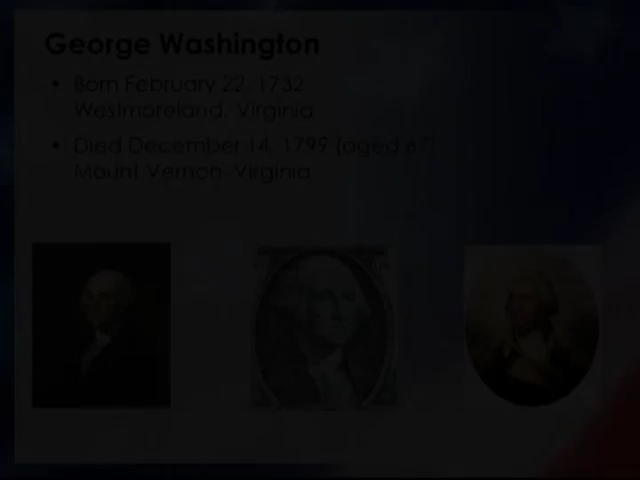 George Washington
• Born February 22, 1732
Westmoreland, Virginia
• Died December 14, 1799 (aged 67)
Mount Vernon, Virginia